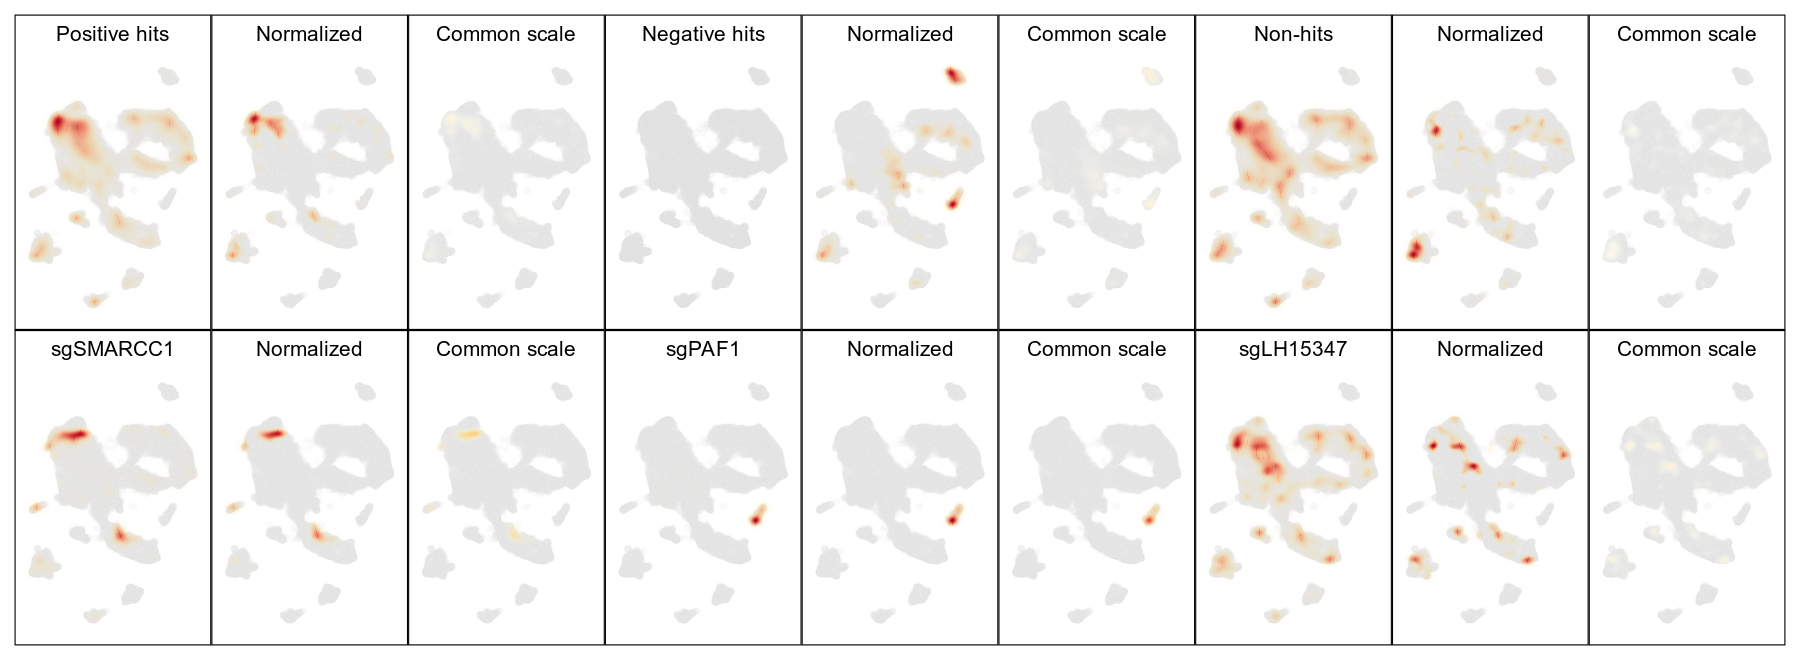 Positive hits Normalized Common scale Negative hits Normalized Common scale Non-hits Normalized Common scale
sgSMARCC1 Normalized Common scale sgPAF1 Normalized Common scale sgLH15347 Normalized Common scale